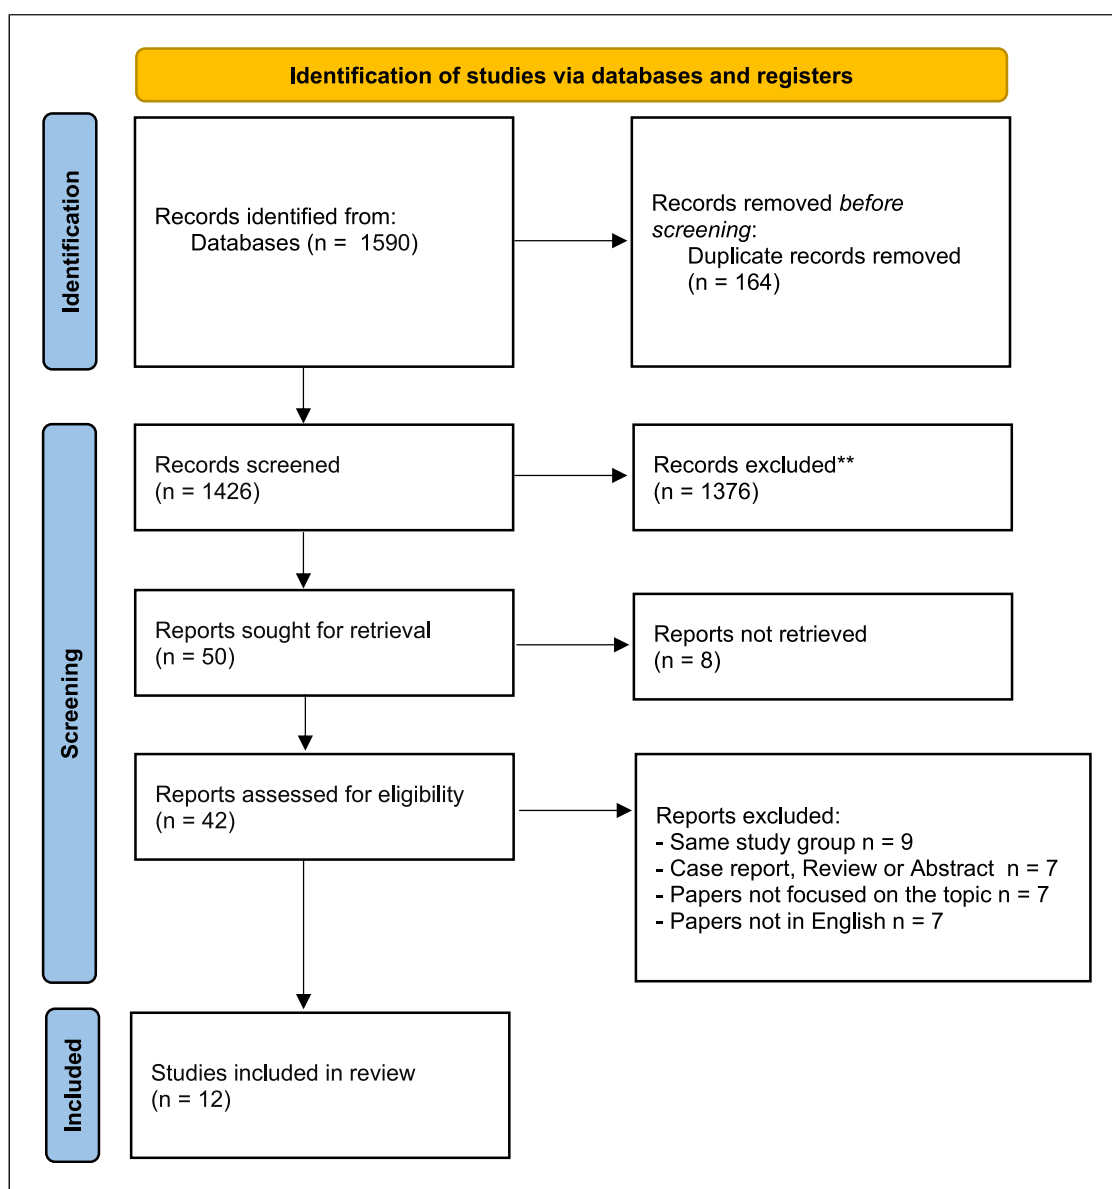 Identification of studies via databases and registers
Identification
Records identified from:
Databases (n =  1590)
Records removed before
screening:
Duplicate records removed
(n = 164)
Screening
Records screened
(n = 1426)
Records excluded**
(n = 1376)
Reports sought for retrieval
(n = 50)
Reports not retrieved
(n = 8)
Reports assessed for eligibility
(n = 42)
Reports excluded:
- Same study group n = 9
- Case report, Review or Abstract  n = 7
- Papers not focused on the topic n = 7
- Papers not in English n = 7
Included
Studies included in review
(n = 12)